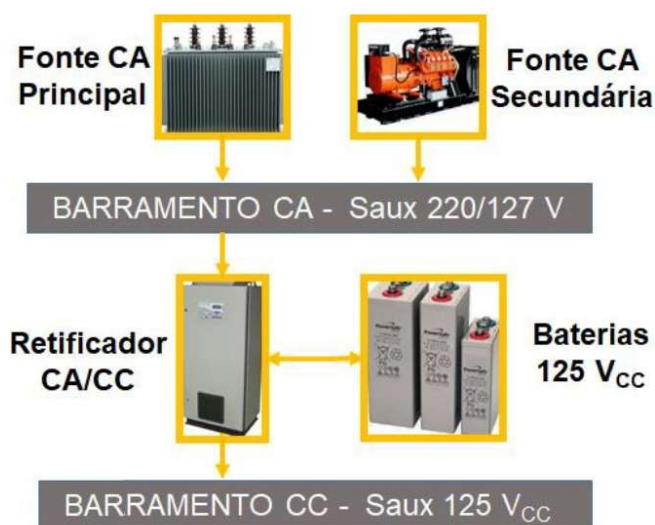 Fonte CA
Principal
Fonte CA
Secundária
BARRAMENTO CA - Saux 220/127 V
Retificador
CA/CC
Baterias
125 VCC
BARRAMENTO CC - Saux 125 VCC